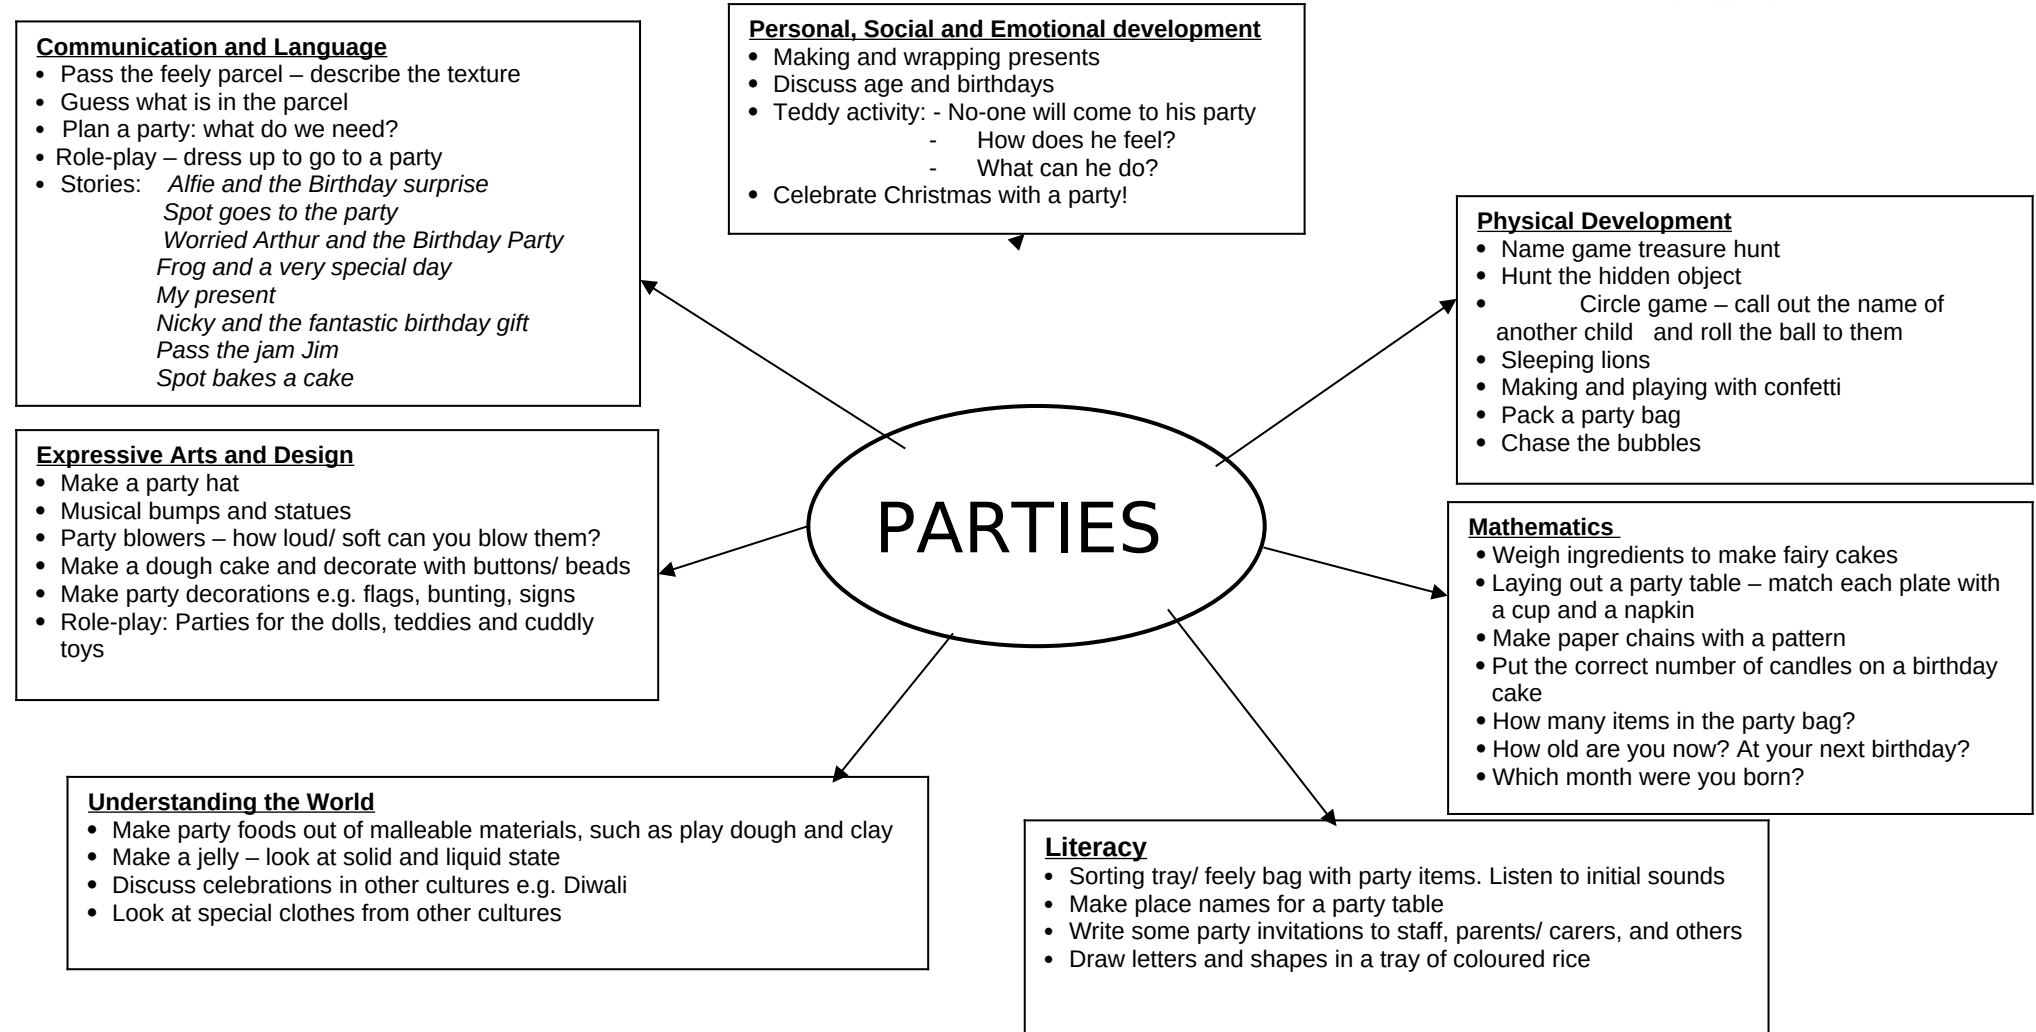 Communication and Language
• Pass the feely parcel – describe the texture
• Guess what is in the parcel
• Plan a party: what do we need?
• Role-play – dress up to go to a party
• Stories: Alfie and the Birthday surprise
Spot goes to the party
Worried Arthur and the Birthday Party
Frog and a very special day
My present
Nicky and the fantastic birthday gift
Pass the jam Jim
Spot bakes a cake
Personal, Social and Emotional development
• Making and wrapping presents
• Discuss age and birthdays
• Teddy activity: - No-one will come to his party
- How does he feel?
- What can he do?
• Celebrate Christmas with a party!
Physical Development
• Name game treasure hunt
• Hunt the hidden object
• Circle game – call out the name of
another child and roll the ball to them
• Sleeping lions
• Making and playing with confetti
• Pack a party bag
• Chase the bubbles
Expressive Arts and Design
• Make a party hat
• Musical bumps and statues
• Party blowers – how loud/ soft can you blow them?
• Make a dough cake and decorate with buttons/ beads
• Make party decorations e.g. flags, bunting, signs
• Role-play: Parties for the dolls, teddies and cuddly
toys
PARTIES
Mathematics
• Weigh ingredients to make fairy cakes
• Laying out a party table – match each plate with
a cup and a napkin
• Make paper chains with a pattern
• Put the correct number of candles on a birthday
cake
• How many items in the party bag?
• How old are you now? At your next birthday?
• Which month were you born?
Understanding the World
• Make party foods out of malleable materials, such as play dough and clay
• Make a jelly – look at solid and liquid state
• Discuss celebrations in other cultures e.g. Diwali
• Look at special clothes from other cultures
Literacy
• Sorting tray/ feely bag with party items. Listen to initial sounds
• Make place names for a party table
• Write some party invitations to staff, parents/ carers, and others
• Draw letters and shapes in a tray of coloured rice